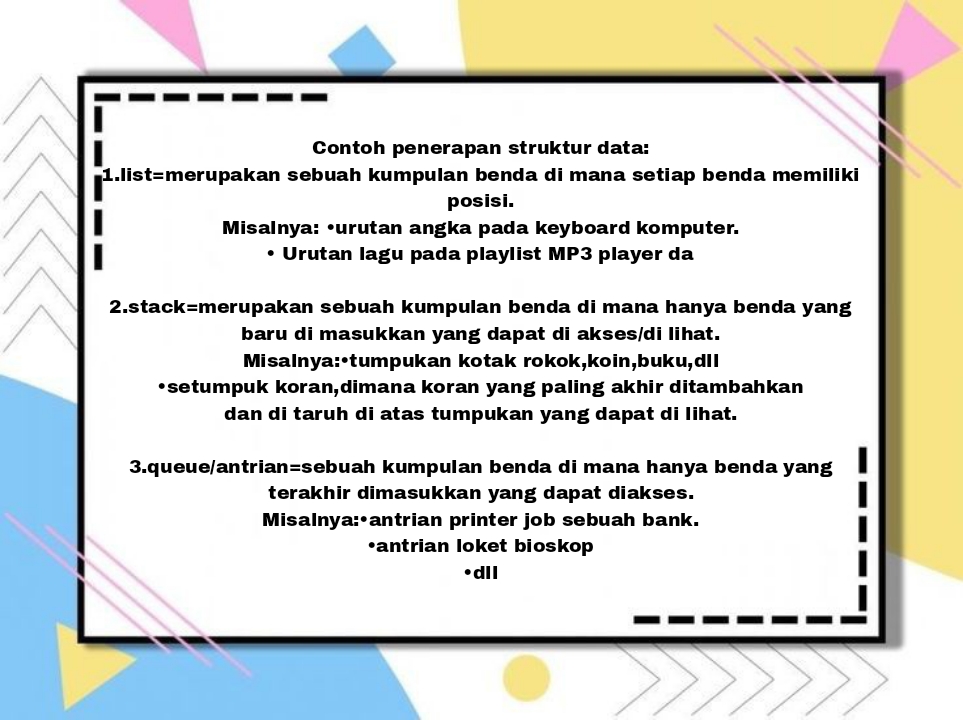 Contoh penerapan struktur data:
1.list=merupakan sebuah kumpulan benda di mana setiap benda memiliki
posisi.
Misalnya: •urutan angka pada keyboard komputer.
• Urutan lagu pada playlist MP3 player da
2.stack=merupakan sebuah kumpulan benda di mana hanya benda yang
baru di masukkan yang dapat di akses/di lihat.
Misalnya:•tumpukan kotak rokok,koin,buku,dll
•setumpuk koran,dimana koran yang paling akhir ditambahkan
dan di taruh di atas tumpukan yang dapat di lihat.
3.queue/antrian=sebuah kumpulan benda di mana hanya benda yang
terakhir dimasukkan yang dapat diakses.
Misalnya:•antrian printer job sebuah bank.
•antrian loket bioskop
•dll